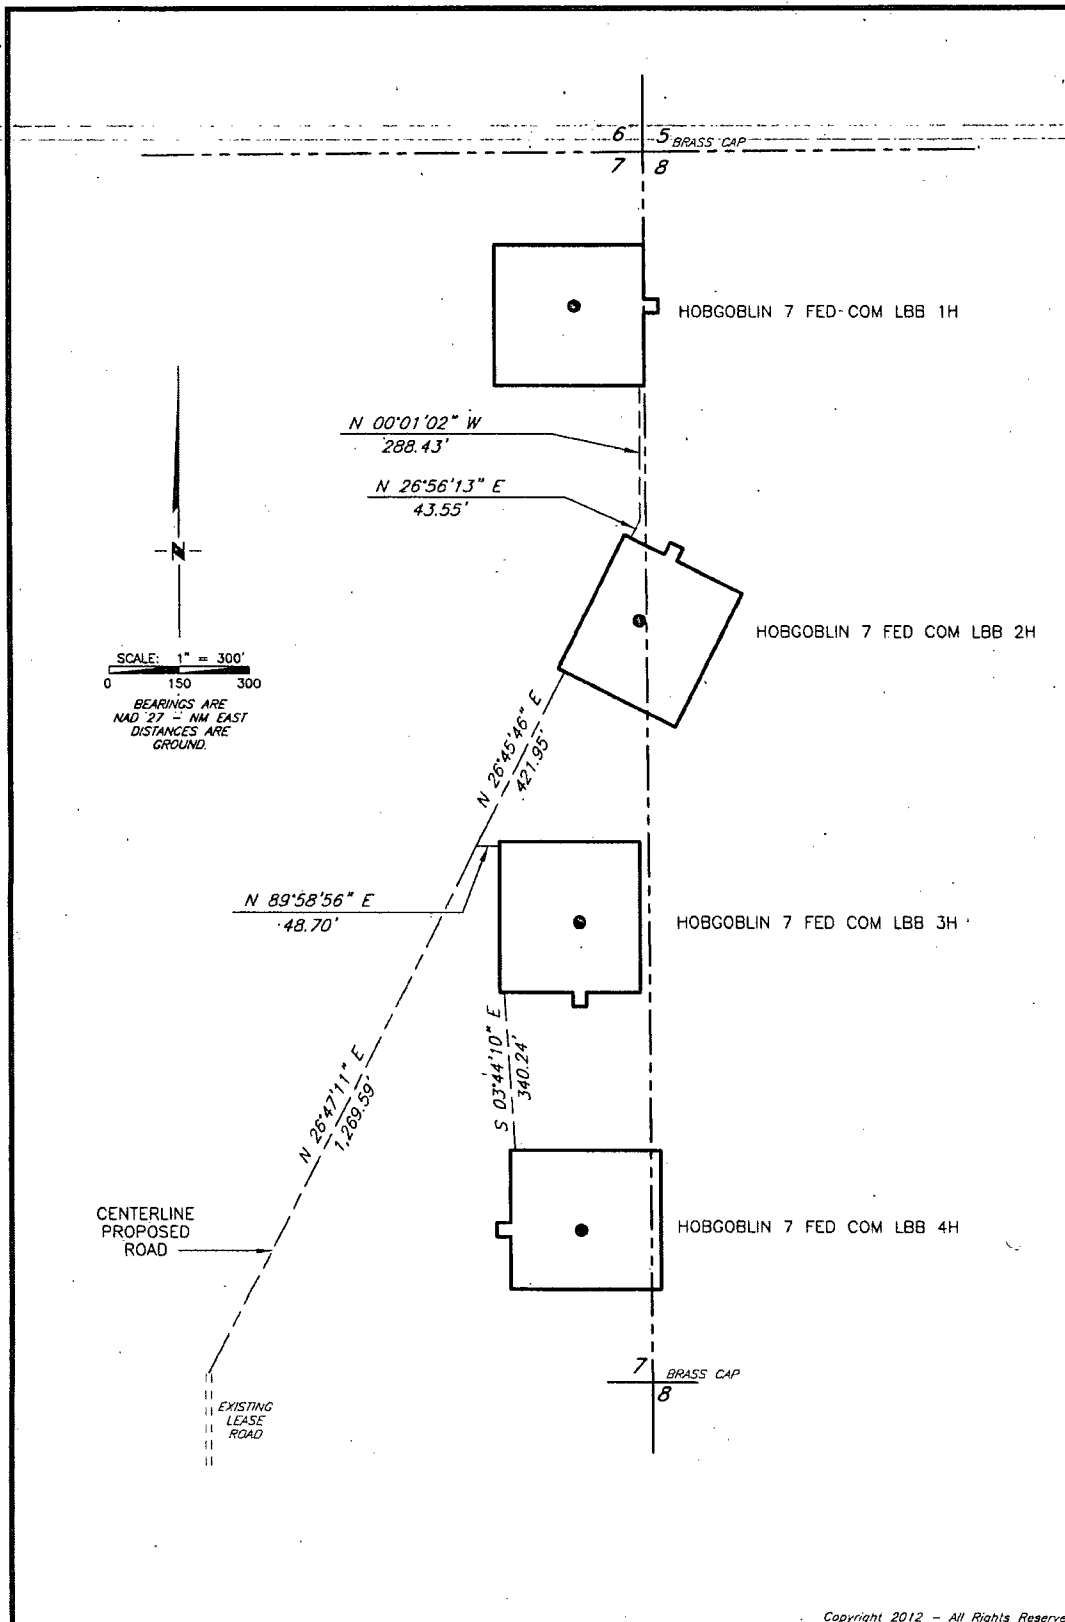 6 5 BRASS CAP
7 8
HOBGOBLIN 7 FED COM LBB 1H
N 00°01'02" W
288.43'
N 26°56'13" E
43.55'
HOBGOBLIN 7 FED COM LBB 2H
N
SCALE: 1" = 300'
0 150 300
BEARINGS ARE
NAD 27 - NM EAST
DISTANCES ARE
GROUND.
N 26°45'46" E
421.95'
N 89°58'56" E
48.70'
HOBGOBLIN 7 FED COM LBB 3H
S 03°44'10" E
340.24'
N 26°47'11" E
1,269.59'
CENTERLINE
PROPOSED
ROAD
HOBGOBLIN 7 FED COM LBB 4H
7 BRASS CAP
8
EXISTING
LEASE
ROAD
Copyright 2012 - All Rights Reserve